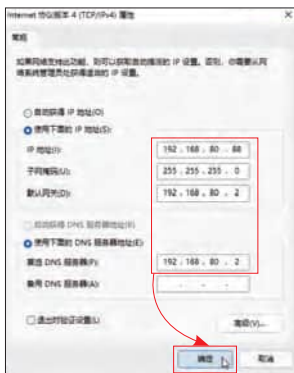 Internet 协议版本 4 (TCP/IPv4) 属性
常规
如果网络支持此功能，则可以获取自动指派的 IP 设置。否则，你需要从网
络系统管理员处获得适当的 IP 设置。
自动获得 IP 地址(O)
使用下面的 IP 地址(S):
IP 地址(I):
192 . 168 . 80 . 88
子网掩码(U):
255 . 255 . 255 . 0
默认网关(D):
192 . 168 . 80 . 2
自动获得 DNS 服务器地址(B)
使用下面的 DNS 服务器地址(E):
首选 DNS 服务器(P):
192 . 168 . 80 . 2
备用 DNS 服务器(A):
. . .
退出时验证设置(L)
高级(V)...
确定
取消